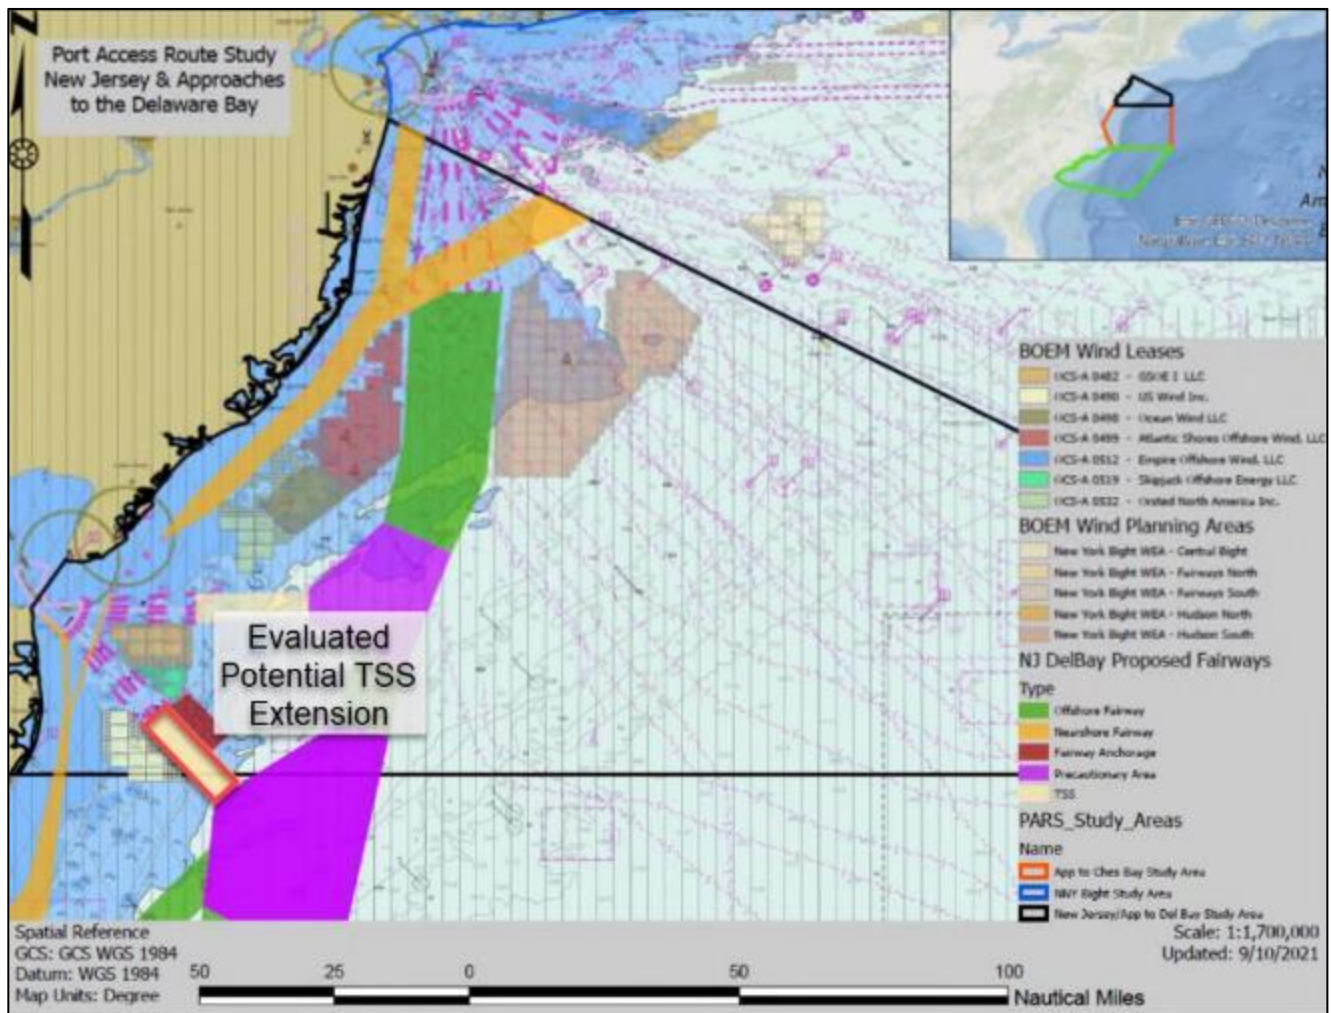 Port Access Route Study
New Jersey & Approaches
to the Delaware Bay
BOEM Wind Leases
OCS-A 0482 - GSOE I LLC
OCS-A 0490 - US Wind Inc.
OCS-A 0498 - Ocean Wind LLC
OCS-A 0499 - Atlantic Shores Offshore Wind, LLC
OCS-A 0512 - Empire Offshore Wind, LLC
OCS-A 0519 - Skipjack Offshore Energy LLC
OCS-A 0532 - Orsted North America Inc.
BOEM Wind Planning Areas
New York Bight WEA - Central Bight
New York Bight WEA - Fairways North
New York Bight WEA - Fairways South
New York Bight WEA - Hudson North
New York Bight WEA - Hudson South
NJ DelBay Proposed Fairways
Type
Offshore Fairway
Nearshore Fairway
Fairway Anchorage
Precautionary Area
TSS
PARS_Study_Areas
Name
App to Ches Bay Study Area
NNY Bight Study Area
New Jersey/App to Del Bay Study Area
Evaluated
Potential TSS
Extension
Spatial Reference
GCS: GCS WGS 1984
Datum: WGS 1984
Map Units: Degree
Scale: 1:1,700,000
Updated: 9/10/2021
50 25 0 50 100
Nautical Miles